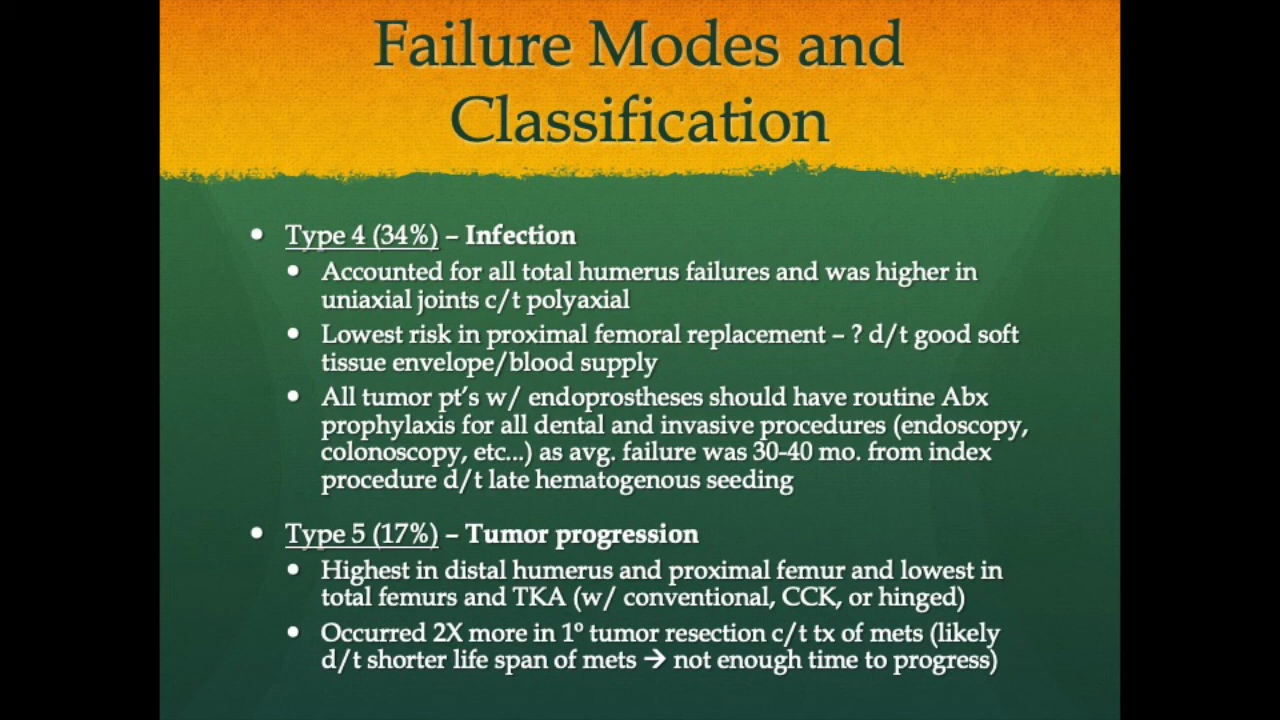 Failure Modes and
Classification
• Type 4 (34%) – Infection
• Accounted for all total humerus failures and was higher in
uniaxial joints c/t polyaxial
• Lowest risk in proximal femoral replacement – ? d/t good soft
tissue envelope/blood supply
• All tumor pt's w/ endoprostheses should have routine Abx
prophylaxis for all dental and invasive procedures (endoscopy,
colonoscopy, etc...) as avg. failure was 30-40 mo. from index
procedure d/t late hematogenous seeding
• Type 5 (17%) – Tumor progression
• Highest in distal humerus and proximal femur and lowest in
total femurs and TKA (w/ conventional, CCK, or hinged)
• Occurred 2X more in 1º tumor resection c/t tx of mets (likely
d/t shorter life span of mets → not enough time to progress)